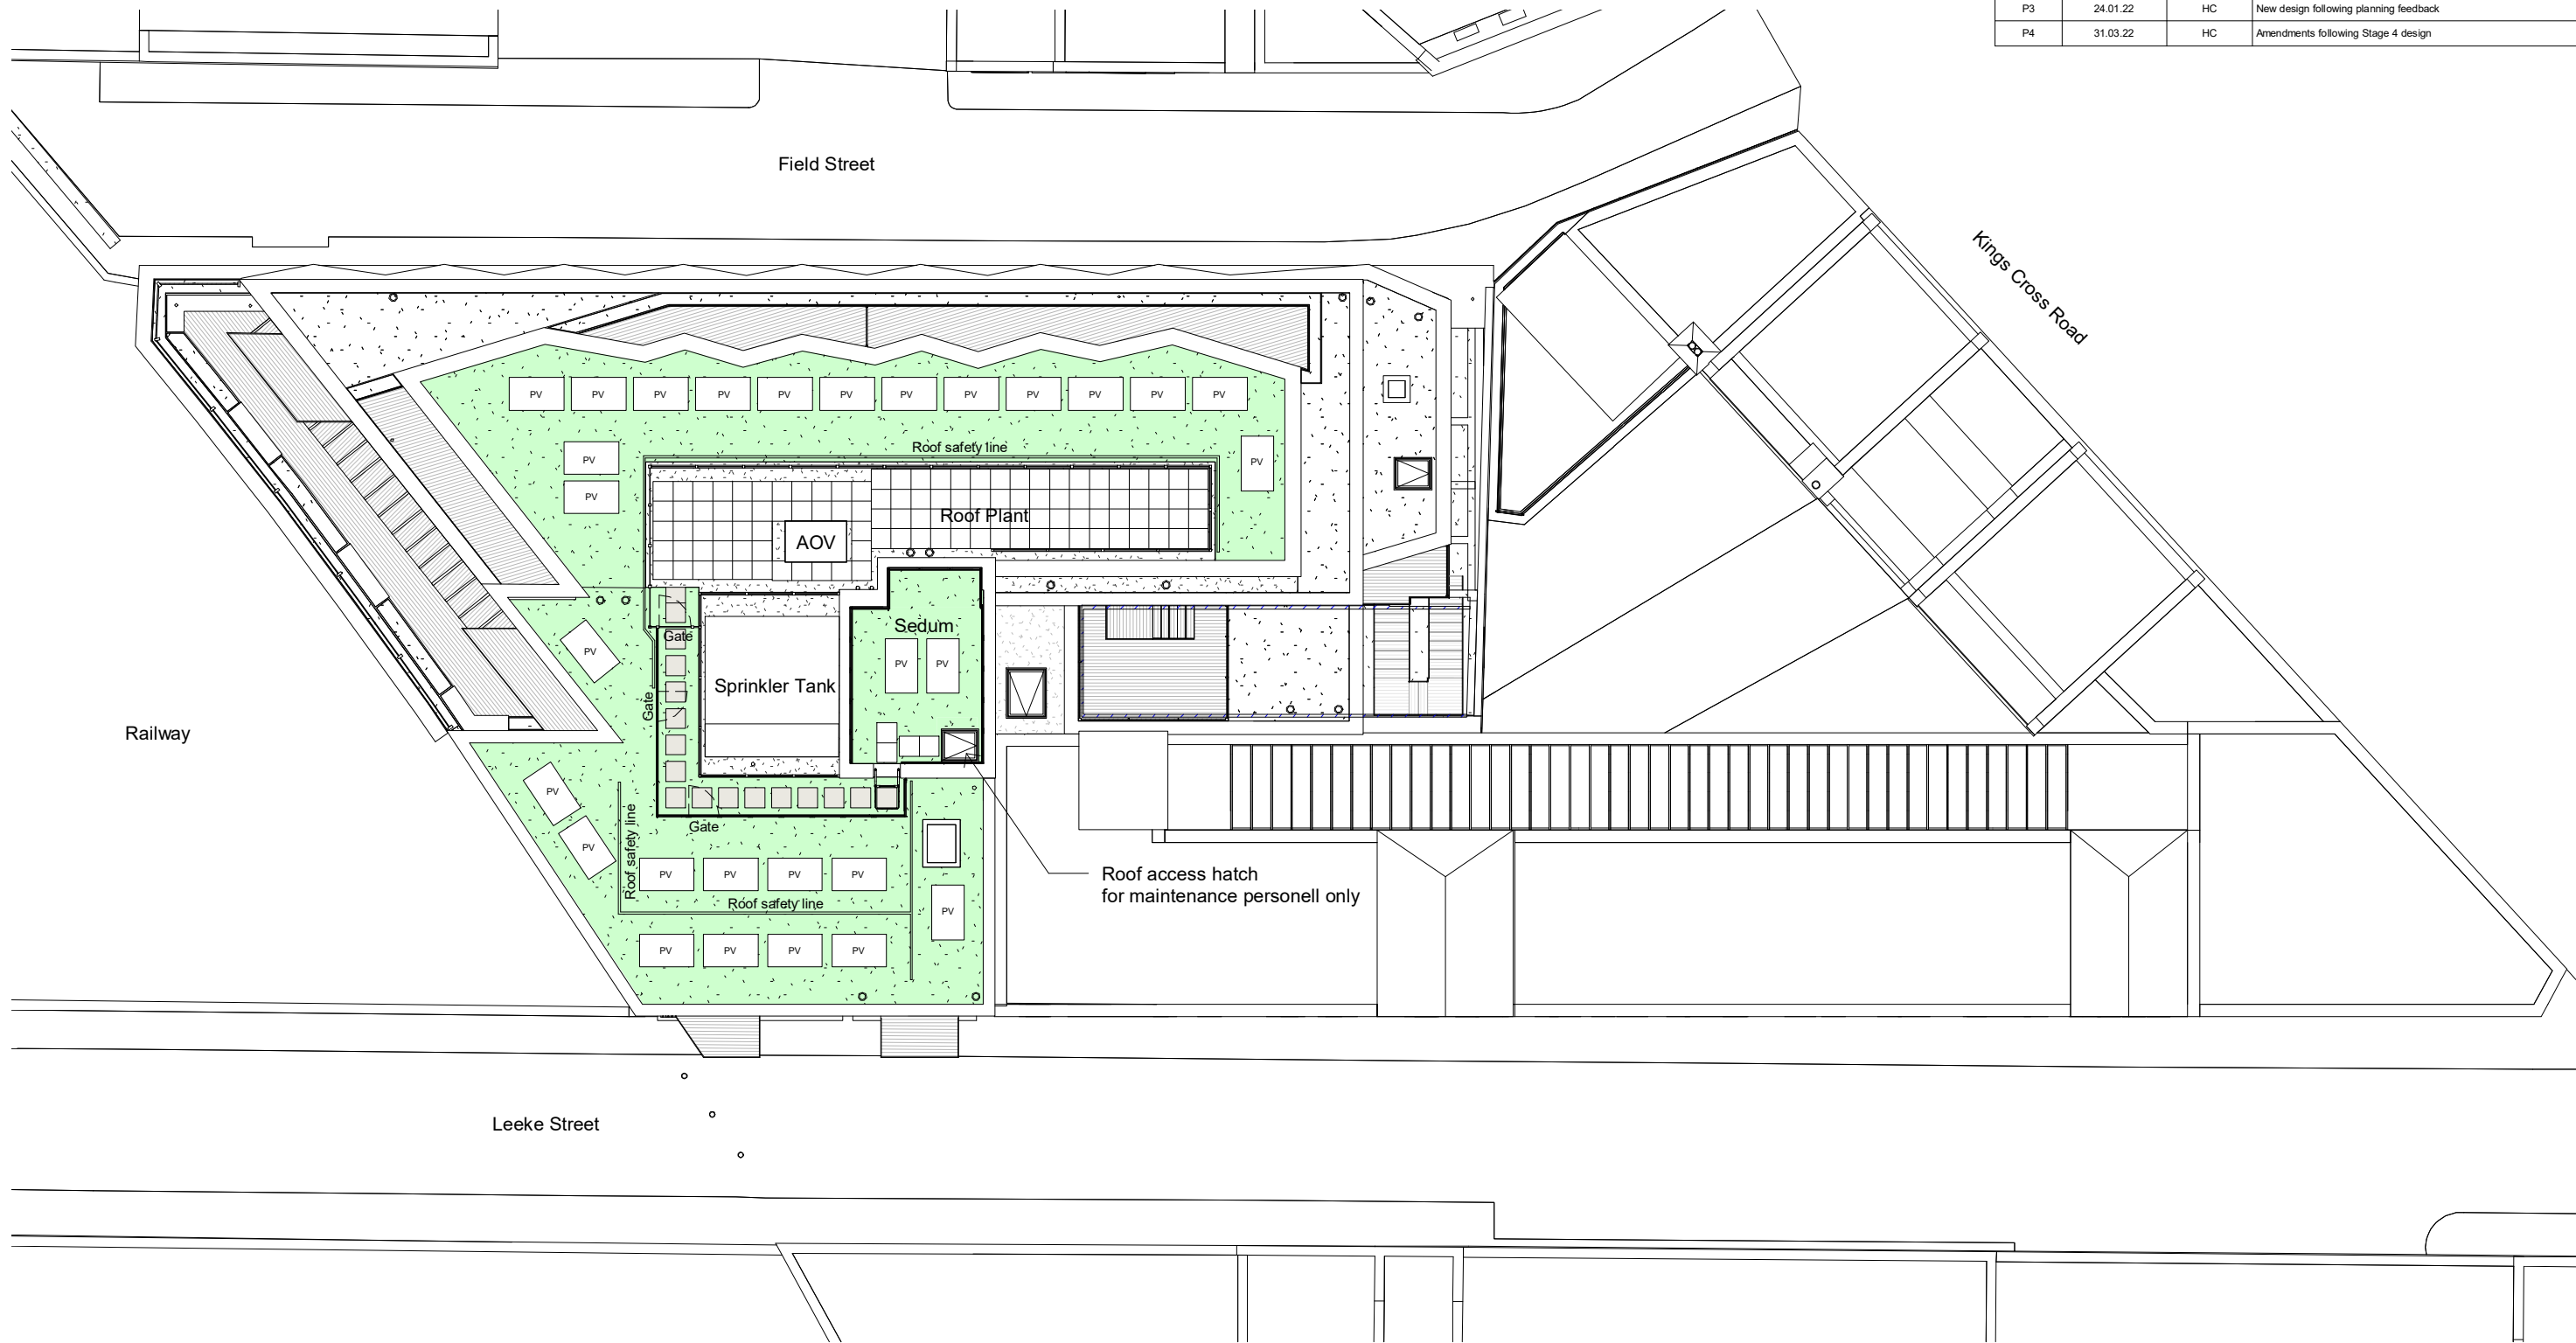 P3 24.01.22 HC New design following planning feedback
P4 31.03.22 HC Amendments following Stage 4 design
Field Street
Kings Cross Road
PV PV PV PV PV PV PV PV PV PV PV PV
Roof safety line
PV
PV
PV
Roof Plant
AOV
Sedum
Gate
PV
PV PV
Sprinkler Tank
Gate
Railway
PV
Gate
PV
Roof safety line
PV PV PV PV
Roof access hatch
for maintenance personell only
Roof safety line
PV
PV PV PV PV
Leeke Street